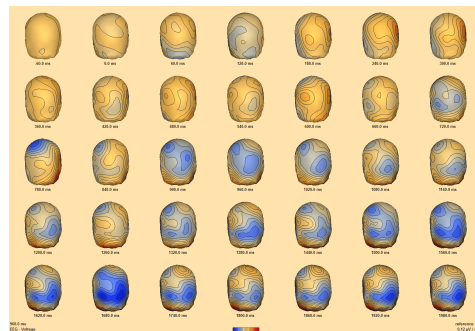 -60.0 ms 0.0 ms 60.0 ms 120.0 ms 180.0 ms 240.0 ms 300.0 ms
360.0 ms 420.0 ms 480.0 ms 540.0 ms 600.0 ms 660.0 ms 720.0 ms
780.0 ms 840.0 ms 900.0 ms 960.0 ms 1020.0 ms 1080.0 ms 1140.0 ms
1200.0 ms 1260.0 ms 1320.0 ms 1380.0 ms 1440.0 ms 1500.0 ms 1560.0 ms
1620.0 ms 1680.0 ms 1740.0 ms 1800.0 ms 1860.0 ms 1920.0 ms 1980.0 ms
reference
EEG - Voltage